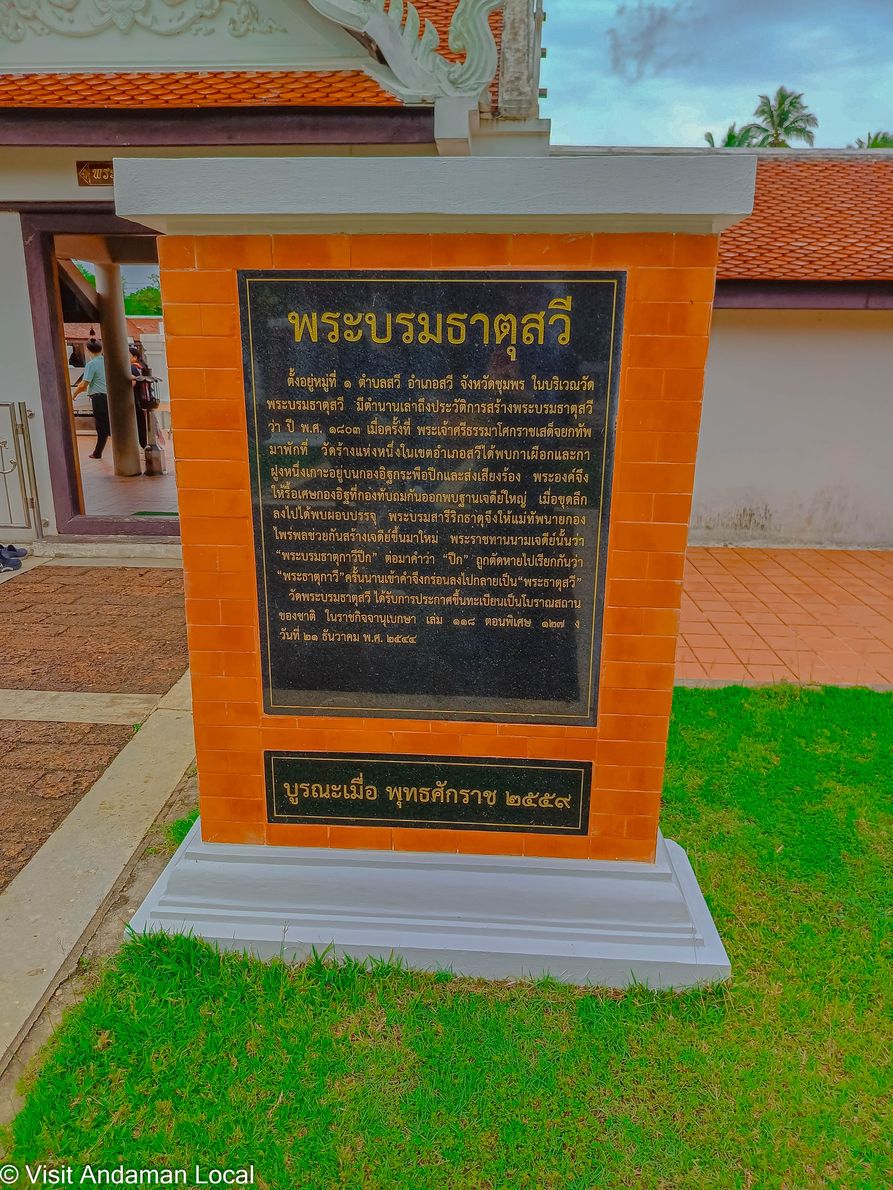 พระ
พระบรมธาตุสวี
ตั้งอยู่หมู่ที่ ๑ ตำบลสวี อำเภอสวี จังหวัดชุมพร ในบริเวณวัด
พระบรมธาตุสวี มีตำนานเล่าถึงประวัติการสร้างพระบรมธาตุสวี
ว่า ปี พ.ศ. ๑๘๐๓ เมื่อครั้งที่ พระเจ้าศรีธรรมาโศกราชเสด็จยกทัพ
มาพักที่ วัดร้างแห่งหนึ่งในเขตอำเภอสวีได้พบกาเผือกและกา
ฝูงหนึ่งเกาะอยู่บนกองอิฐกระพือปีกและส่งเสียงร้อง พระองค์จึง
ให้รื้อเศษกองอิฐที่กองทับถมกันออกพบฐานเจดีย์ใหญ่ เมื่อขุดลึก
ลงไปได้พบผอบบรรจุ พระบรมสารีริกธาตุจึงให้แม่ทัพนายกอง
ไพร่พลช่วยกันสร้างเจดีย์ขึ้นมาใหม่ พระราชทานนามเจดีย์นั้นว่า
“พระบรมธาตุกาวีปีก” ต่อมาคำว่า “ปีก” ถูกตัดหายไปเรียกกันว่า
“พระธาตุกาวี”ครั้นนานเข้าคำจึงกร่อนลงไปกลายเป็น“พระธาตุสวี”
วัดพระบรมธาตุสวี ได้รับการประกาศขึ้นทะเบียนเป็นโบราณสถาน
ของชาติ ในราชกิจจานุเบกษา เล่ม ๑๑๘ ตอนพิเศษ ๑๒๗ ง
วันที่ ๒๑ ธันวาคม พ.ศ. ๒๕๔๔
บูรณะเมื่อ พุทธศักราช ๒๕๕๙
© Visit Andaman Local